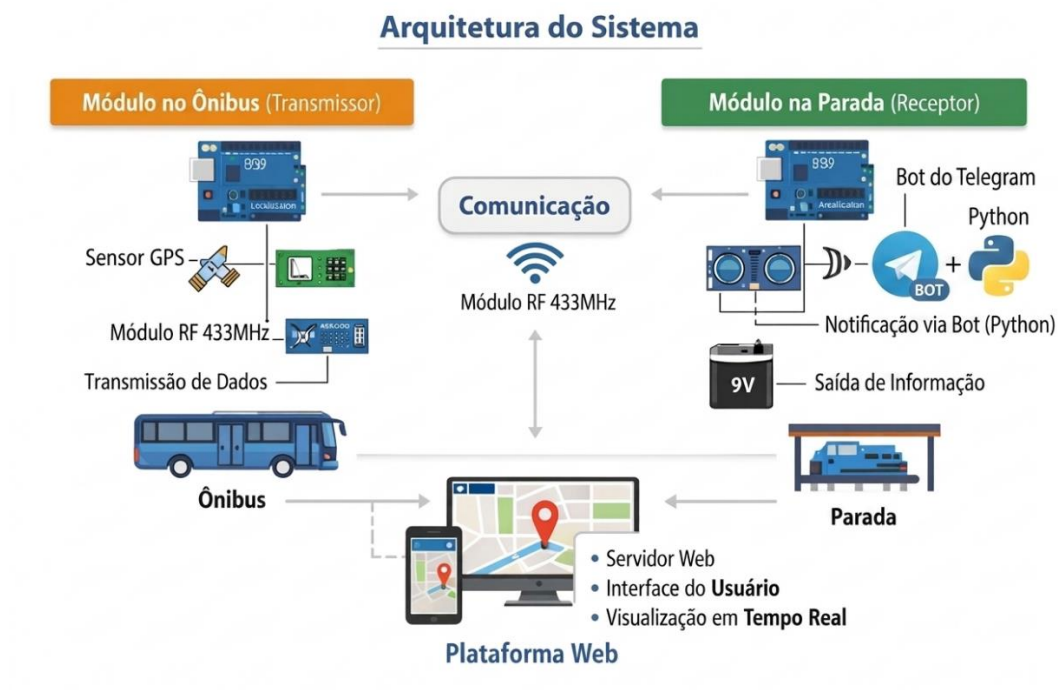 Arquitetura do Sistema
Módulo no Ônibus (Transmissor)
Módulo na Parada (Receptor)
Comunicação
Módulo RF 433MHz
Sensor GPS
Módulo RF 433MHz
Transmissão de Dados
Bot do Telegram
Python
BOT
Notificação via Bot (Python)
9V
Saída de Informação
Ônibus
Parada
• Servidor Web
• Interface do Usuário
• Visualização em Tempo Real
Plataforma Web